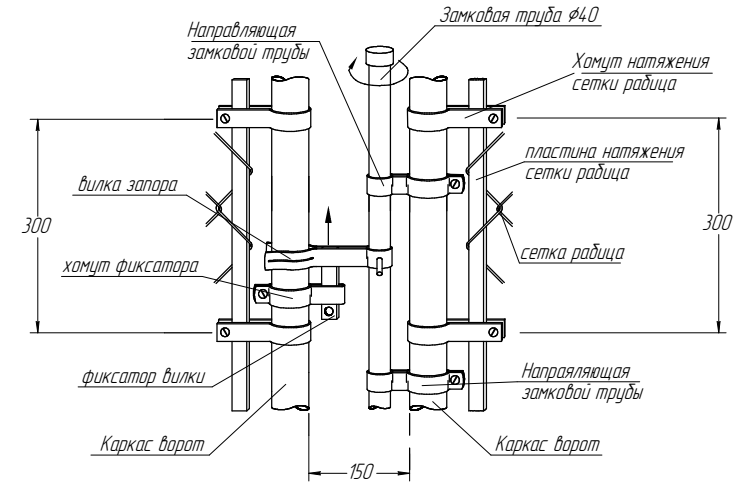 Замковая труба ϕ40
Направляющая
замковой трубы
Хомут натяжения
сетки рабица
пластина натяжения
сетки рабица
вилка запора
300
300
сетка рабица
хомут фиксатора
фиксатор вилки
Напраяляющая
замковой трубы
Каркас ворот
Каркас ворот
150